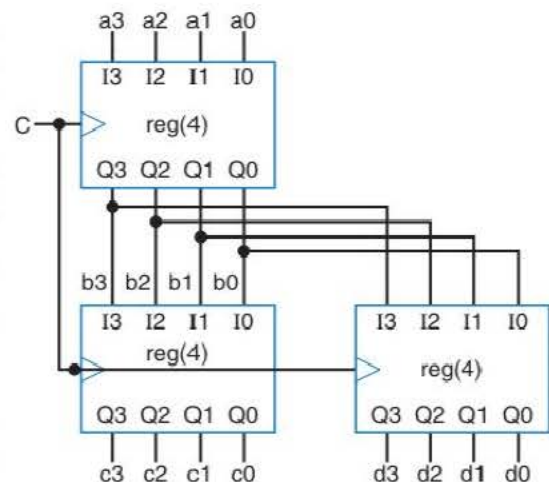 a3 a2 a1 a0
I3 I2 I1 I0
C reg(4)
Q3 Q2 Q1 Q0
b3 b2 b1 b0
I3 I2 I1 I0 I3 I2 I1 I0
reg(4) reg(4)
Q3 Q2 Q1 Q0 Q3 Q2 Q1 Q0
c3 c2 c1 c0 d3 d2 d1 d0